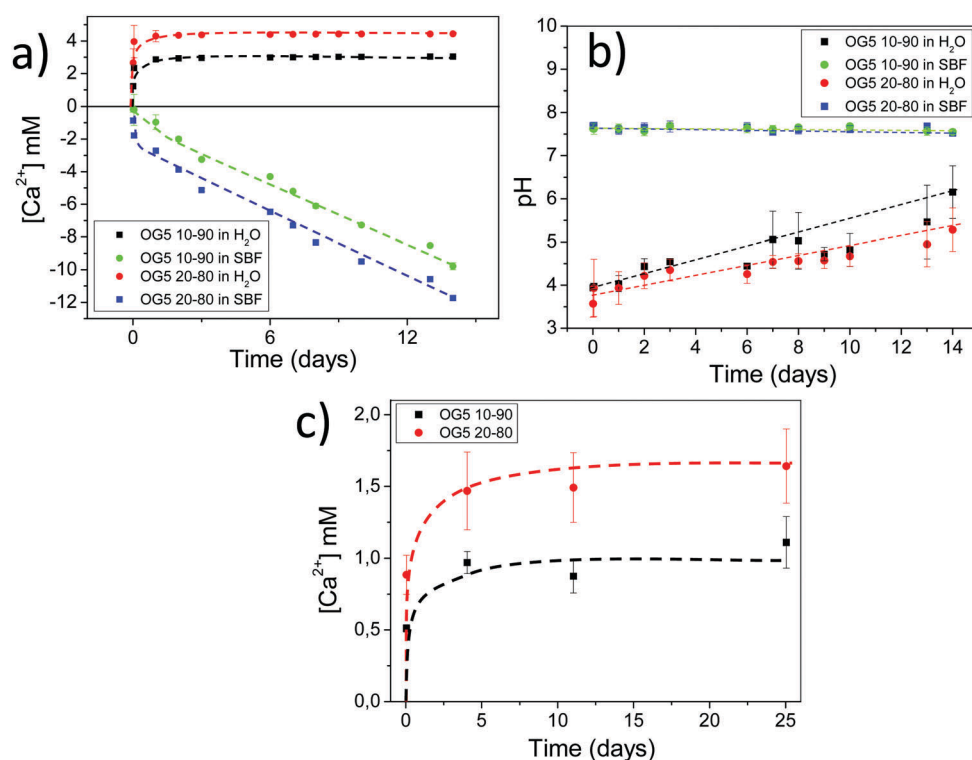 a)
4
2
0
-2
-4
-6
-8
-10
-12
[Ca²⁺] mM
OG5 10-90 in H₂O
OG5 10-90 in SBF
OG5 20-80 in H₂O
OG5 20-80 in SBF
0 6 12
Time (days)
b)
9
8
7
6
5
4
3
pH
OG5 10-90 in H₂O
OG5 10-90 in SBF
OG5 20-80 in H₂O
OG5 20-80 in SBF
0 2 4 6 8 10 12 14
Time (days)
c)
2,0
1,5
1,0
0,5
0,0
[Ca²⁺] mM
OG5 10-90
OG5 20-80
0 5 10 15 20 25
Time (days)